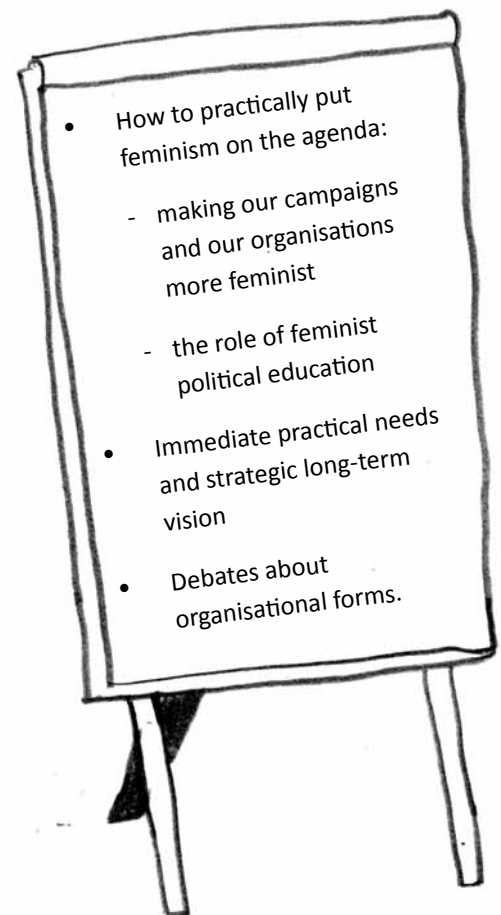 • How to practically put
feminism on the agenda:
- making our campaigns
and our organisations
more feminist
- the role of feminist
political education
• Immediate practical needs
and strategic long-term
vision
• Debates about
organisational forms.